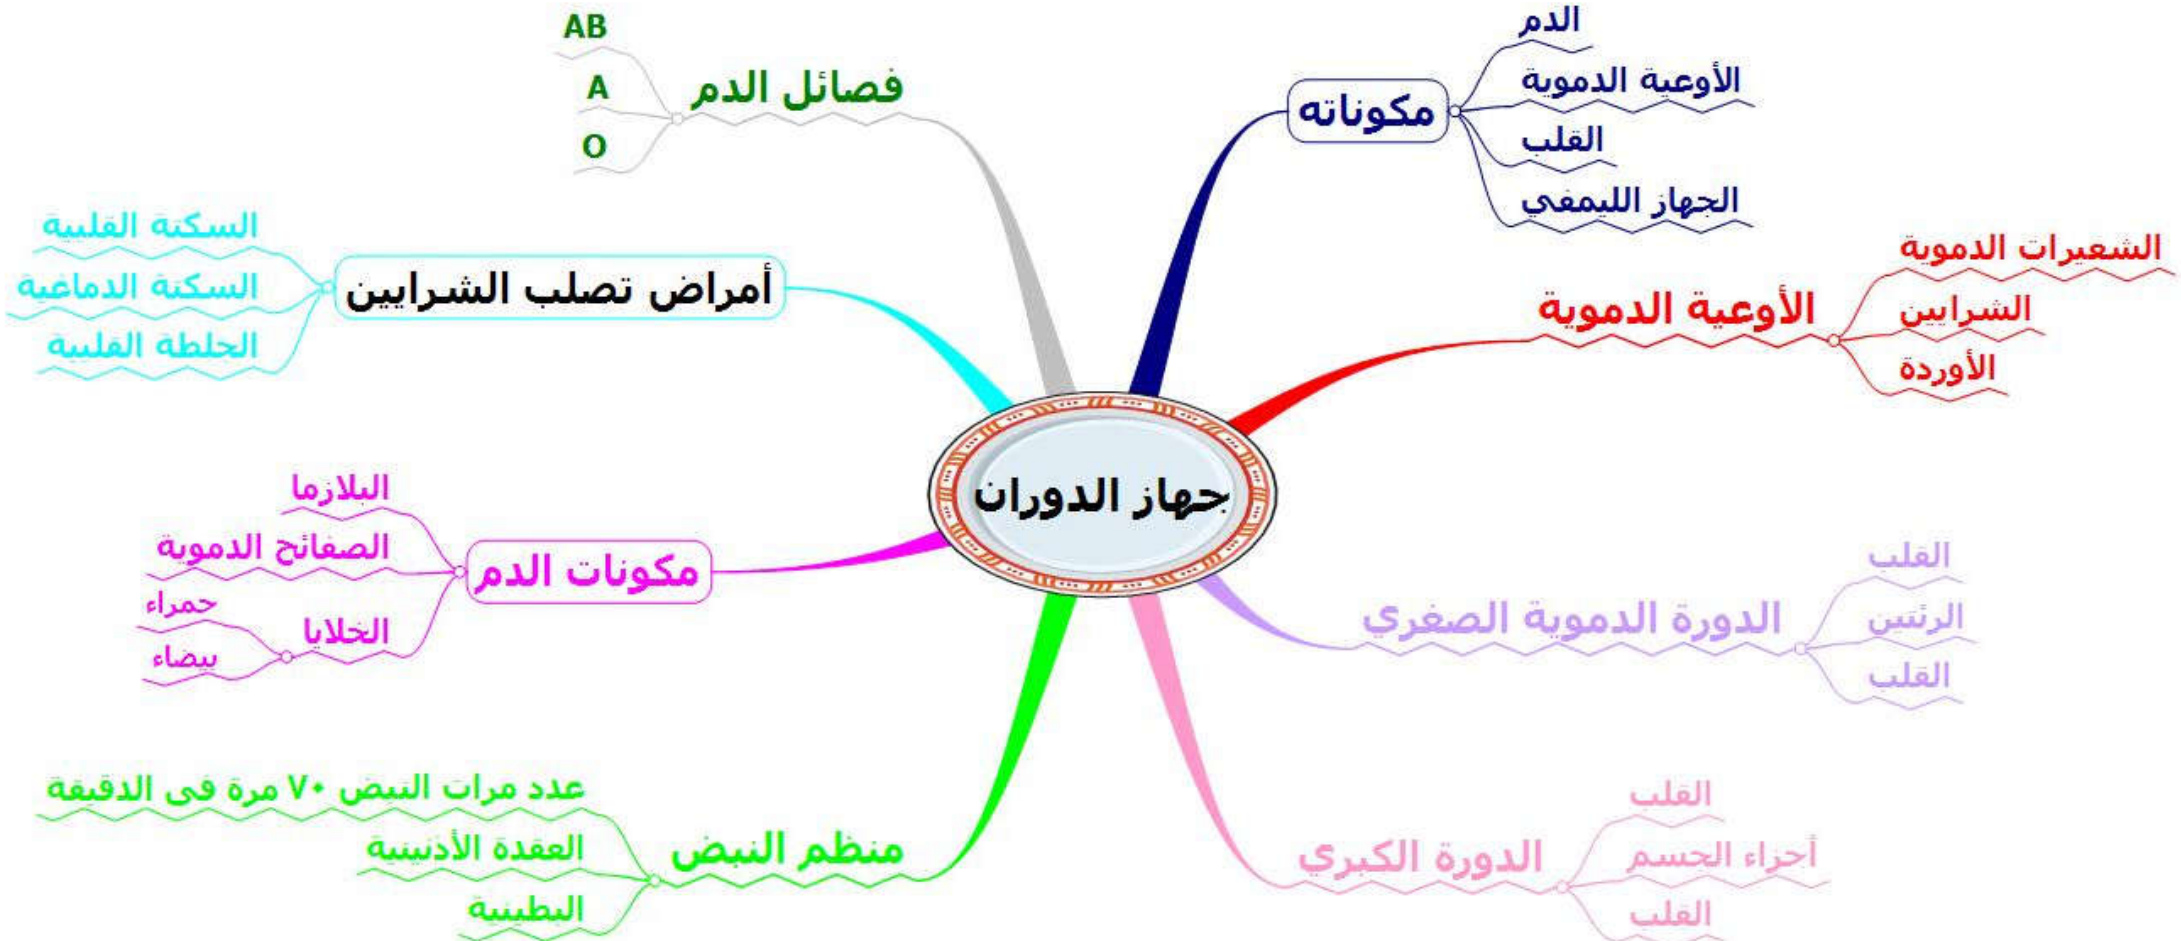 جهاز الدوران
مكوناته
الدم
الأوعية الدموية
القلب
الجهاز الليمفي
الأوعية الدموية
الشعيرات الدموية
الشرايين
الأوردة
الدورة الدموية الصغري
القلب
الرئتين
القلب
الدورة الكبري
القلب
أجزاء الجسم
القلب
منظم النبض
عدد مرات النبض ٧٠ مرة فى الدقيقة
العقدة الأذنينية
البطينية
مكونات الدم
البلازما
الصفائح الدموية
الخلايا
حمراء
بيضاء
أمراض تصلب الشرايين
السكتة القلبية
السكتة الدماغية
الجلطة القلبية
فصائل الدم
AB
A
O